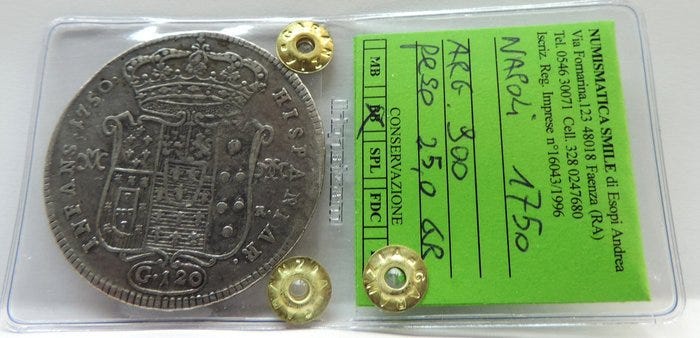 HISPANIAR.
INFANS. 1750.
G.120
NUMISMATICA SMILE di Esopi Andrea
Via Fornarina,123 48018 Faenza (RA)
Tel. 0546 30071 Cell. 328 0247680
Iscriz. Reg. Imprese n°16043/1996
NAPOLI 1750
ARG. 900
peso 25,0 GR
CONSERVAZIONE
MB BB SPL FDC